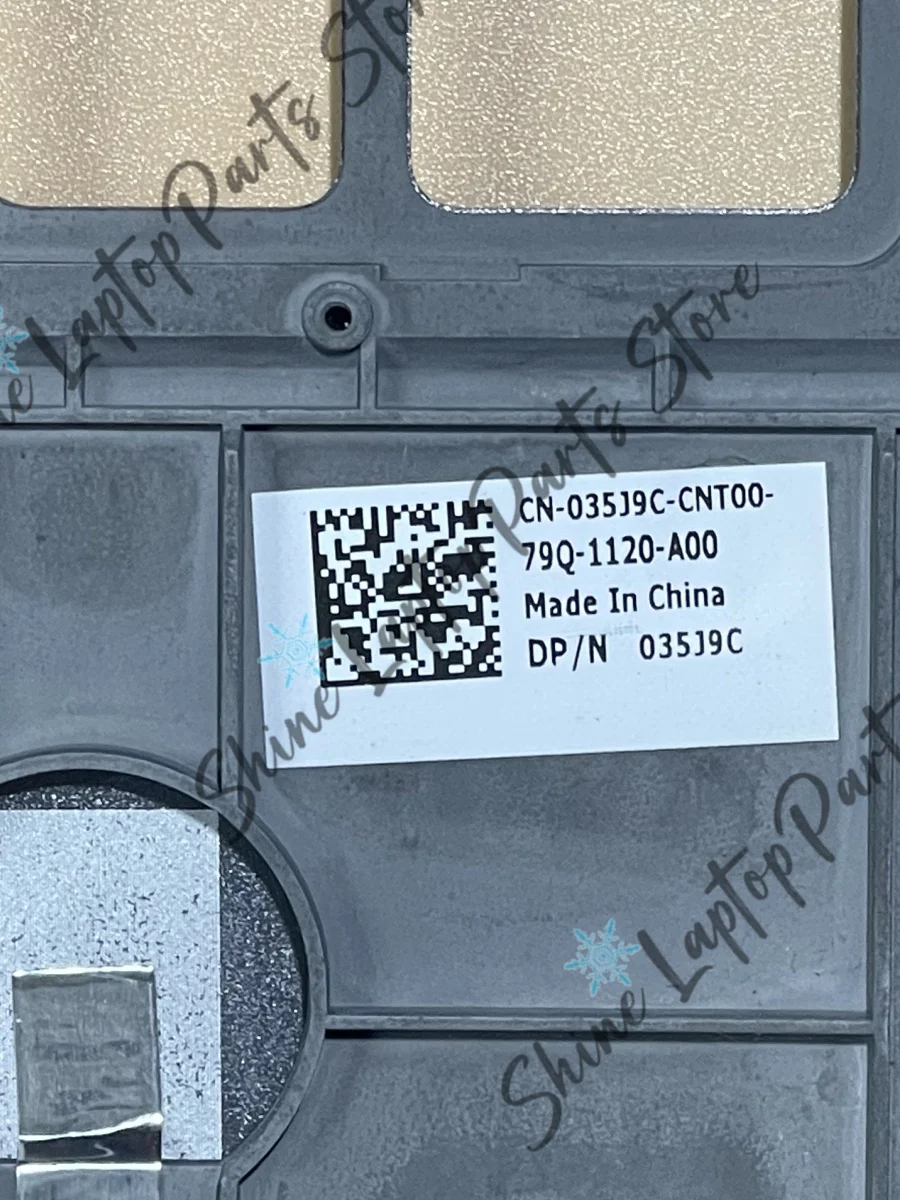 Shine Laptop Parts Store
CN-035J9C-CNT00-
79Q-1120-A00
Made In China
DP/N 035J9C
Shine Laptop Parts Store
Shine Laptop Parts